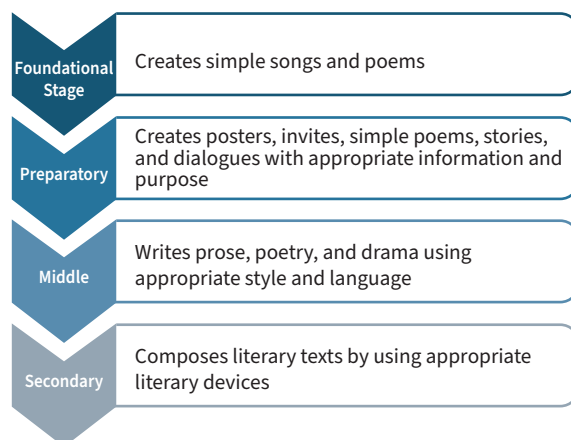 Foundational
Stage
Creates simple songs and poems
Preparatory
Creates posters, invites, simple poems, stories,
and dialogues with appropriate information and
purpose
Middle
Writes prose, poetry, and drama using
appropriate style and language
Secondary
Composes literary texts by using appropriate
literary devices